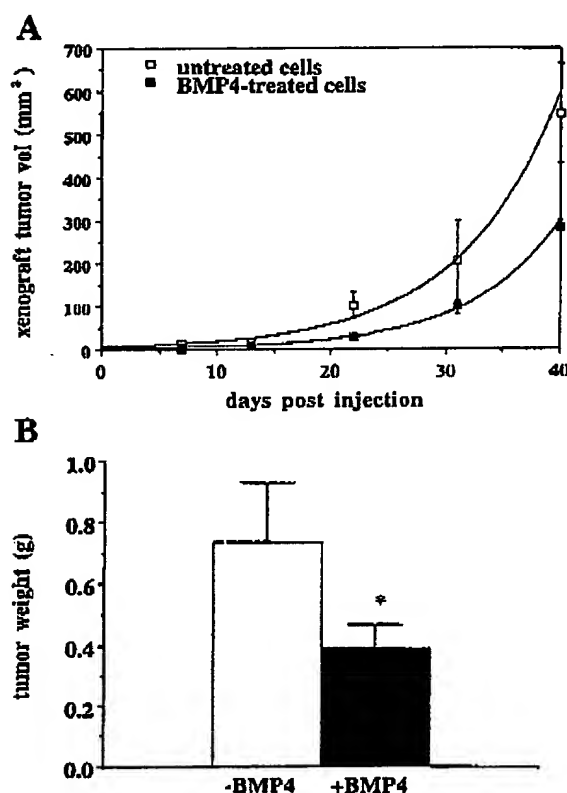 A
700
600
500
400
300
200
100
0
xenograft tumor vol (mm³)
untreated cells
BMP4-treated cells
0 10 20 30 40
days post injection
B
1.0
0.8
0.6
0.4
0.2
0.0
tumor weight (g)
*
-BMP4 +BMP4